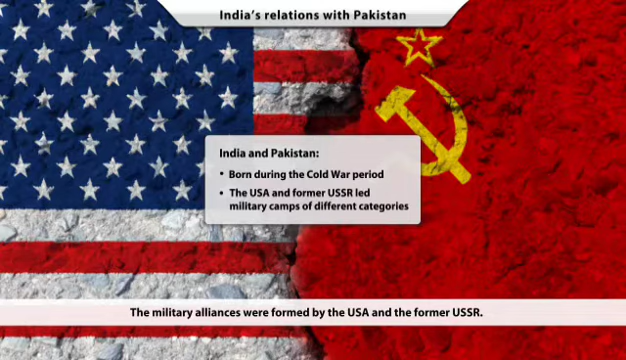 India's relations with Pakistan
India and Pakistan:
• Born during the Cold War period
• The USA and former USSR led
military camps of different categories
The military alliances were formed by the USA and the former USSR.